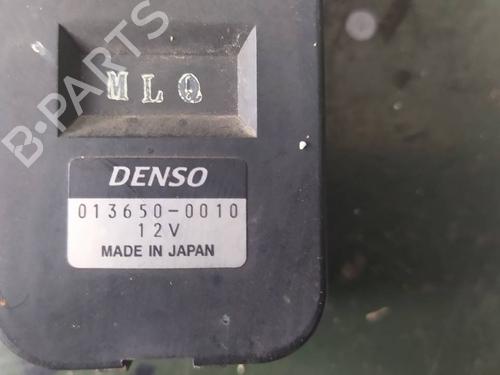 B-PARTS
MLQ
DENSO
013650-0010
12V
MADE IN JAPAN